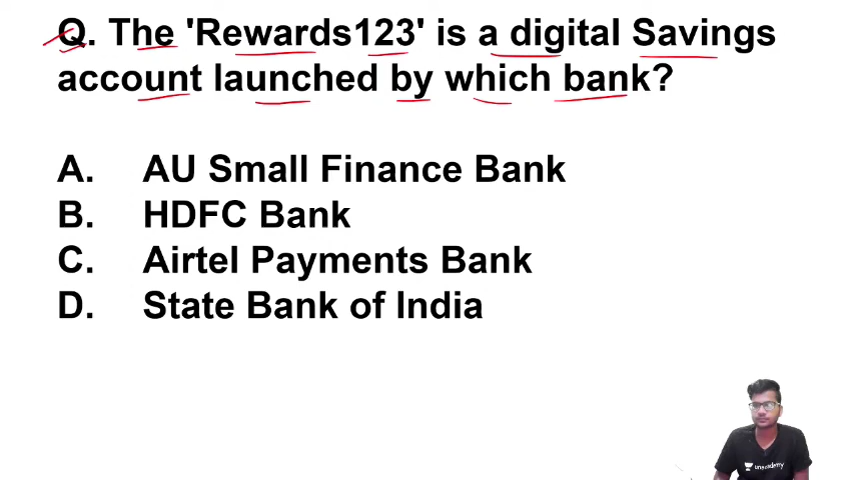 Q. The 'Rewards123' is a digital Savings
account launched by which bank?
A. AU Small Finance Bank
B. HDFC Bank
C. Airtel Payments Bank
D. State Bank of India
unacademy